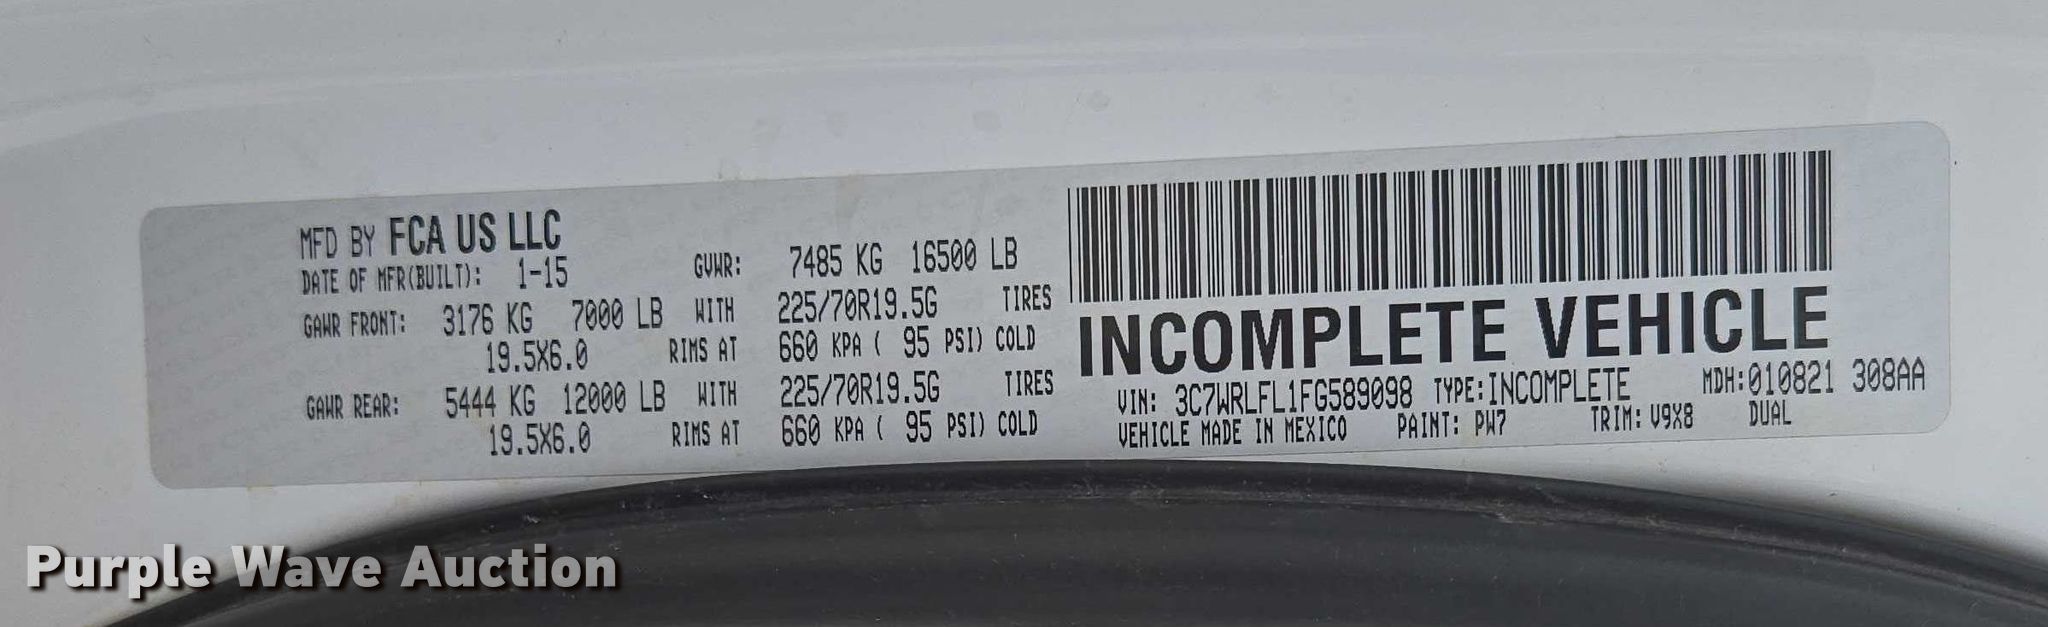 MFD BY FCA US LLC
DATE OF MFR(BUILT): 1-15 GVWR: 7485 KG 16500 LB
GAWR FRONT: 3176 KG 7000 LB WITH 225/70R19.5G TIRES
19.5X6.0 RIMS AT 660 KPA ( 95 PSI) COLD
GAWR REAR: 5444 KG 12000 LB WITH 225/70R19.5G TIRES
19.5X6.0 RIMS AT 660 KPA ( 95 PSI) COLD
INCOMPLETE VEHICLE
VIN: 3C7WRLFL1FG589098 TYPE:INCOMPLETE MDH:010821 308AA
VEHICLE MADE IN MEXICO PAINT: PW7 TRIM: V9X8 DUAL
Purple Wave Auction